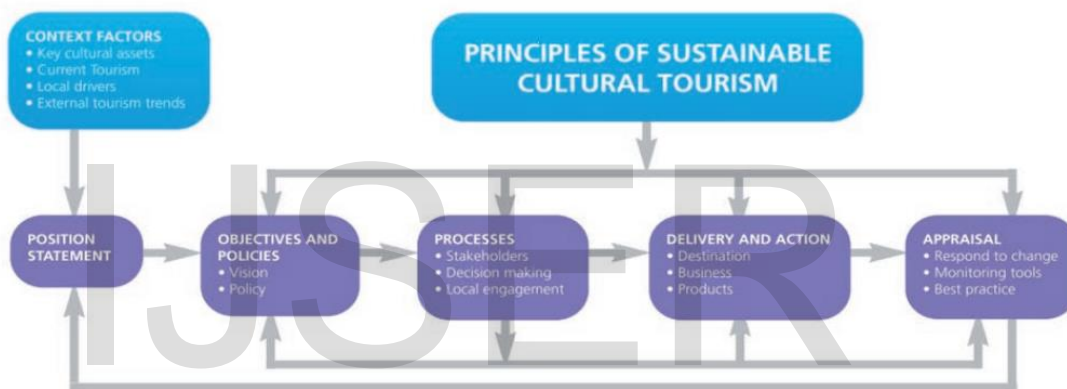 CONTEXT FACTORS
• Key cultural assets
• Current Tourism
• Local drivers
• External tourism trends
PRINCIPLES OF SUSTAINABLE
CULTURAL TOURISM
POSITION
STATEMENT
OBJECTIVES AND
POLICIES
• Vision
• Policy
PROCESSES
• Stakeholders
• Decision making
• Local engagement
DELIVERY AND ACTION
• Destination
• Business
• Products
APPRAISAL
• Respond to change
• Monitoring tools
• Best practice
IJSER